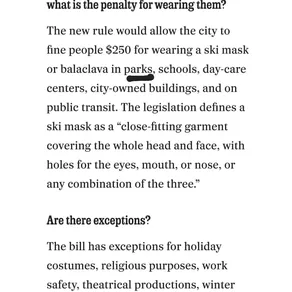 what is the penalty for wearing them?
The new rule would allow the city to
fine people $250 for wearing a ski mask
or balaclava in parks, schools, day-care
centers, city-owned buildings, and on
public transit. The legislation defines a
ski mask as a “close-fitting garment
covering the whole head and face, with
holes for the eyes, mouth, or nose, or
any combination of the three.”
Are there exceptions?
The bill has exceptions for holiday
costumes, religious purposes, work
safety, theatrical productions, winter